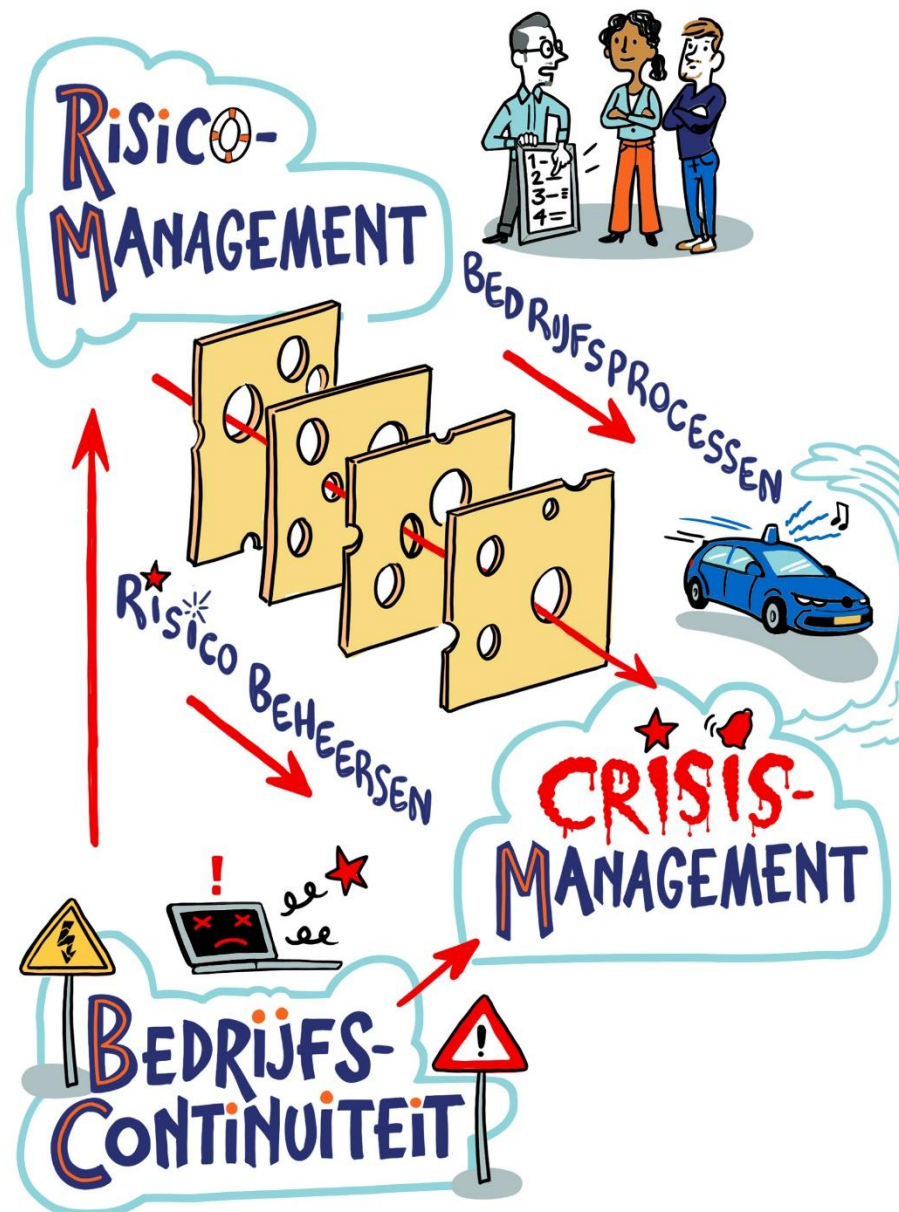 RiSiCO-
MANAGEMENT
1-
2-
3-
4=
BEDRIJFSPROCESSEN
RiSiCO BEHEERSEN
CRiSiS-
MANAGEMENT
!
BEDRIJFS-
CONTiNUiTEiT
!